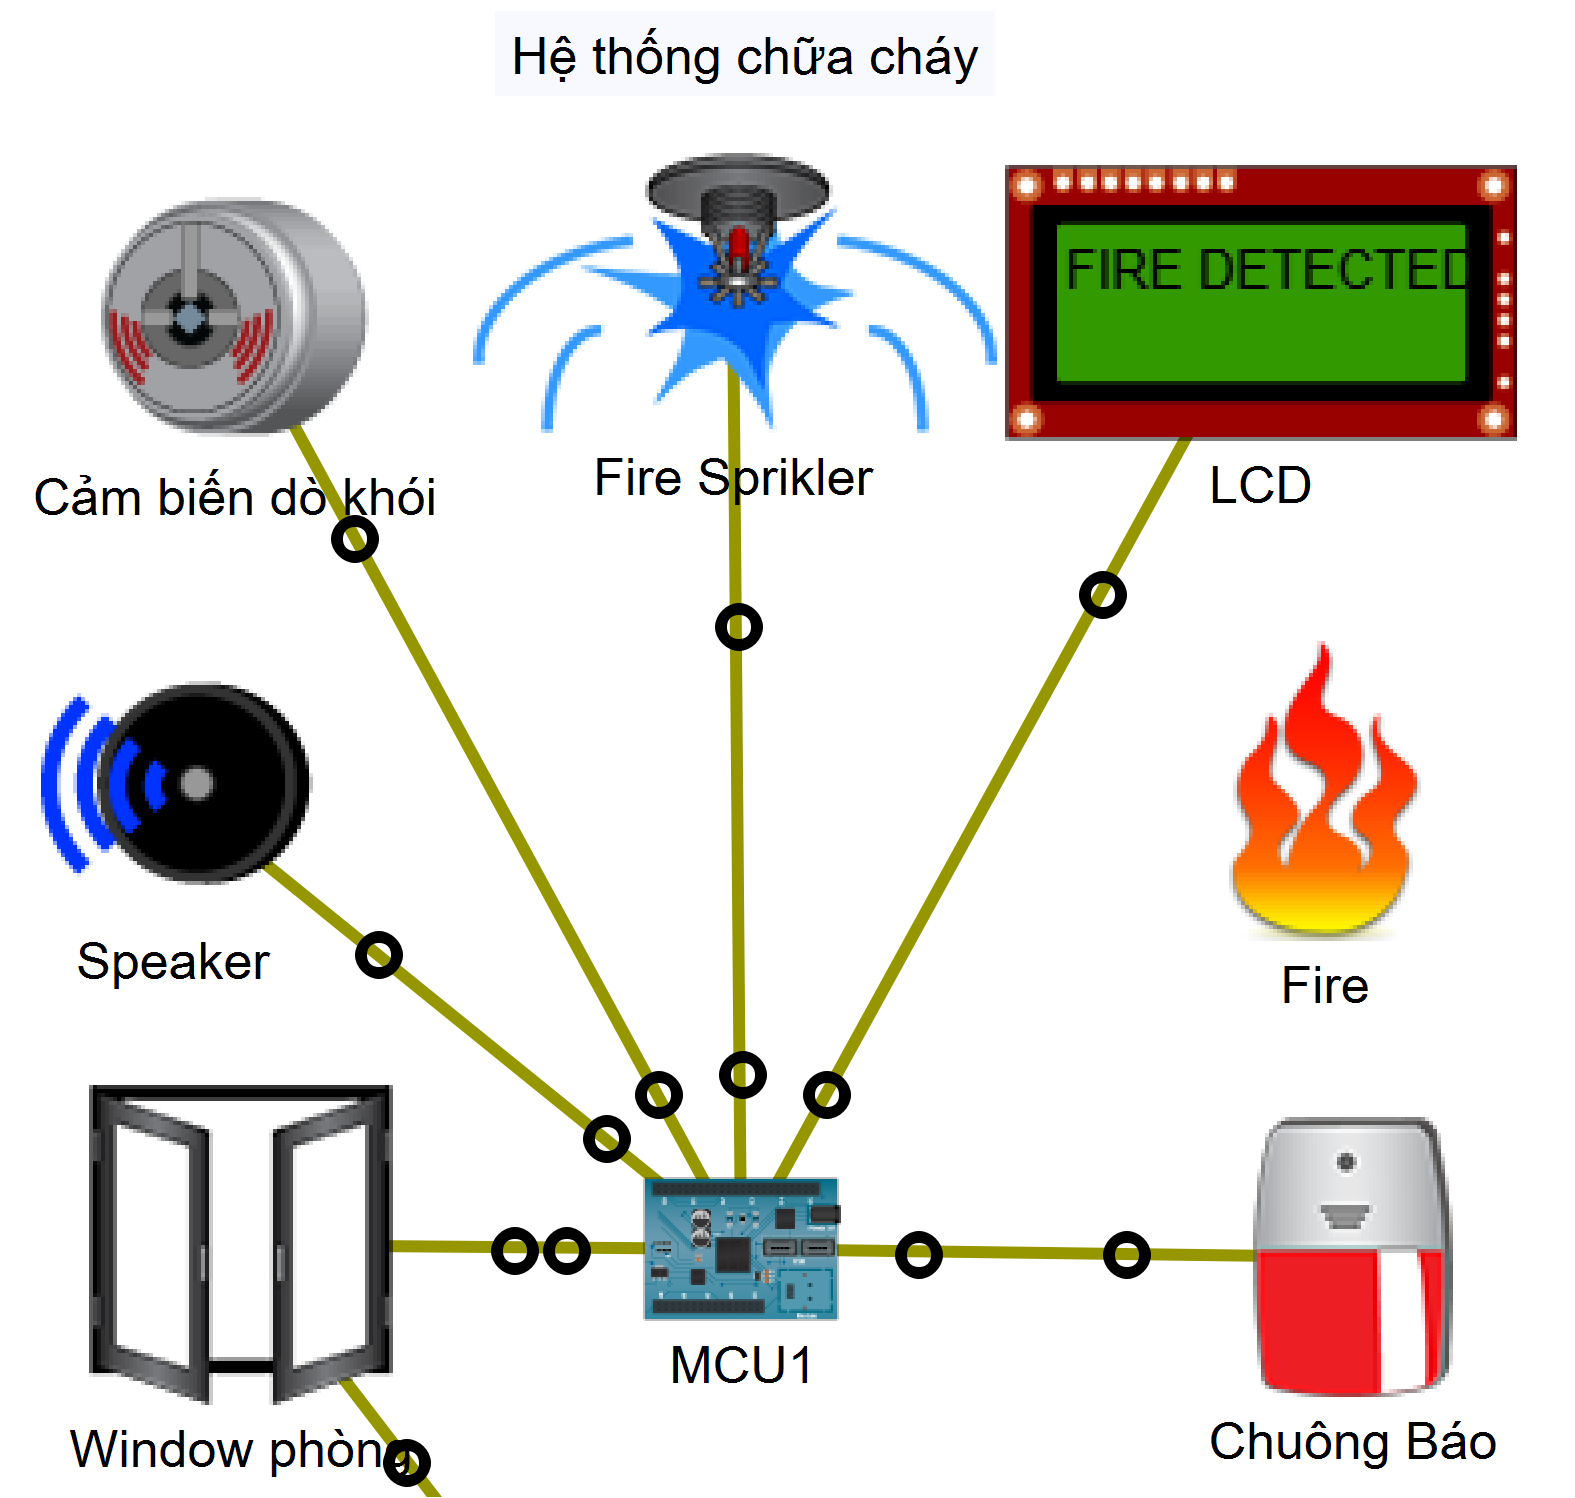 Hệ thống chữa cháy
FIRE DETECTED
Cảm biến dò khói
Fire Sprikler
LCD
Speaker
Fire
MCU1
Window phòng
Chuông Báo